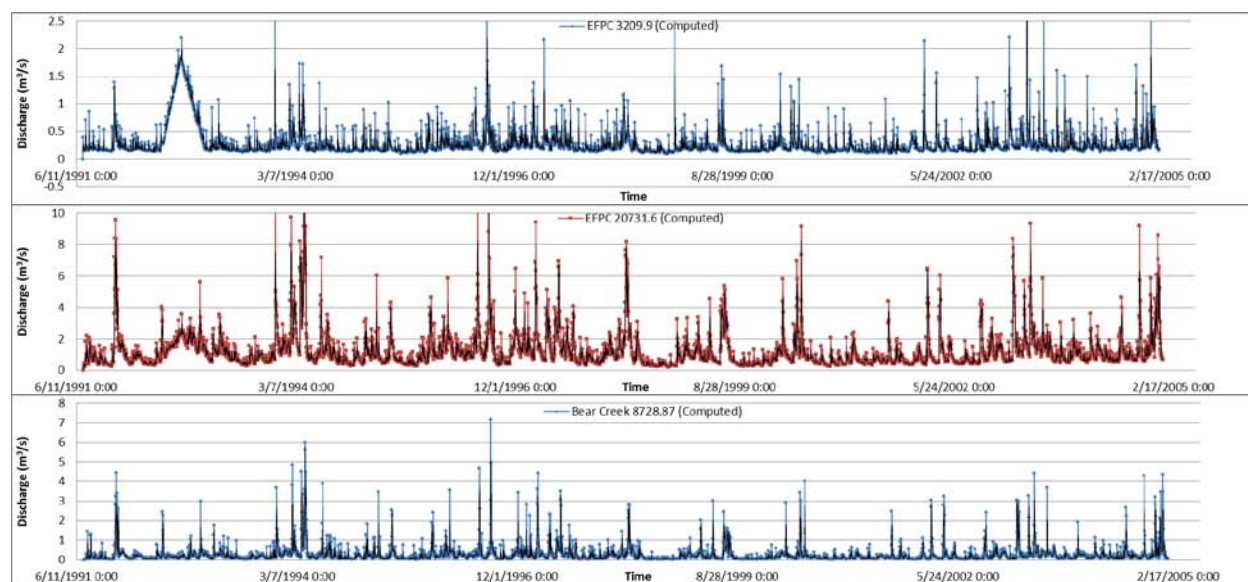 EFPC 3209.9 (Computed)
Discharge (m³/s)
2.5
2
1.5
1
0.5
0
-0.5
6/11/1991 0:00 3/7/1994 0:00 12/1/1996 0:00 8/28/1999 0:00 5/24/2002 0:00 2/17/2005 0:00
Time
EFPC 20731.6 (Computed)
Discharge (m³/s)
10
8
6
4
2
0
6/11/1991 0:00 3/7/1994 0:00 12/1/1996 0:00 8/28/1999 0:00 5/24/2002 0:00 2/17/2005 0:00
Time
Bear Creek 8728.87 (Computed)
Discharge (m³/s)
8
7
6
5
4
3
2
1
0
6/11/1991 0:00 3/7/1994 0:00 12/1/1996 0:00 8/28/1999 0:00 5/24/2002 0:00 2/17/2005 0:00
Time